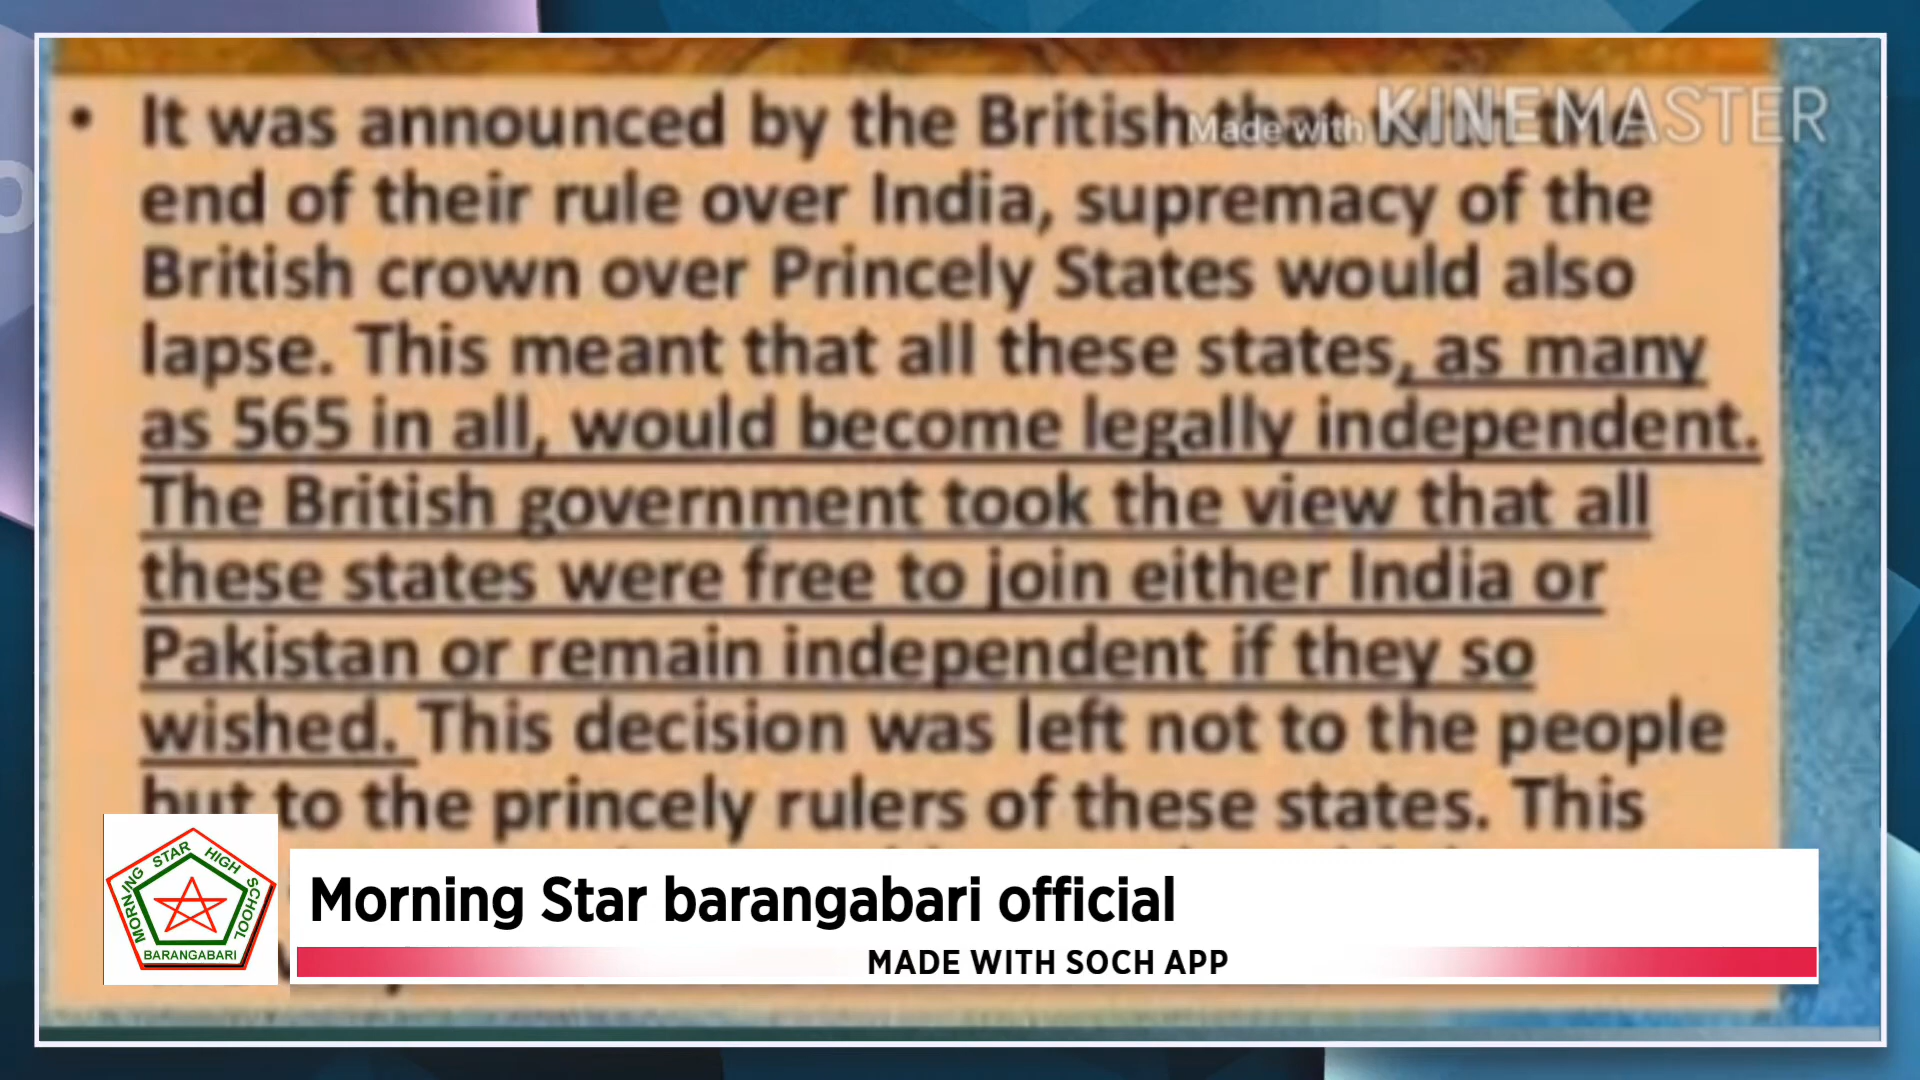 • It was announced by the British that with the
Made with KINEMASTER
end of their rule over India, supremacy of the
British crown over Princely States would also
lapse. This meant that all these states, as many
as 565 in all, would become legally independent.
The British government took the view that all
these states were free to join either India or
Pakistan or remain independent if they so
wished. This decision was left not to the people
but to the princely rulers of these states. This
MORNING STAR HIGH SCHOOL
BARANGABARI
Morning Star barangabari official
MADE WITH SOCH APP